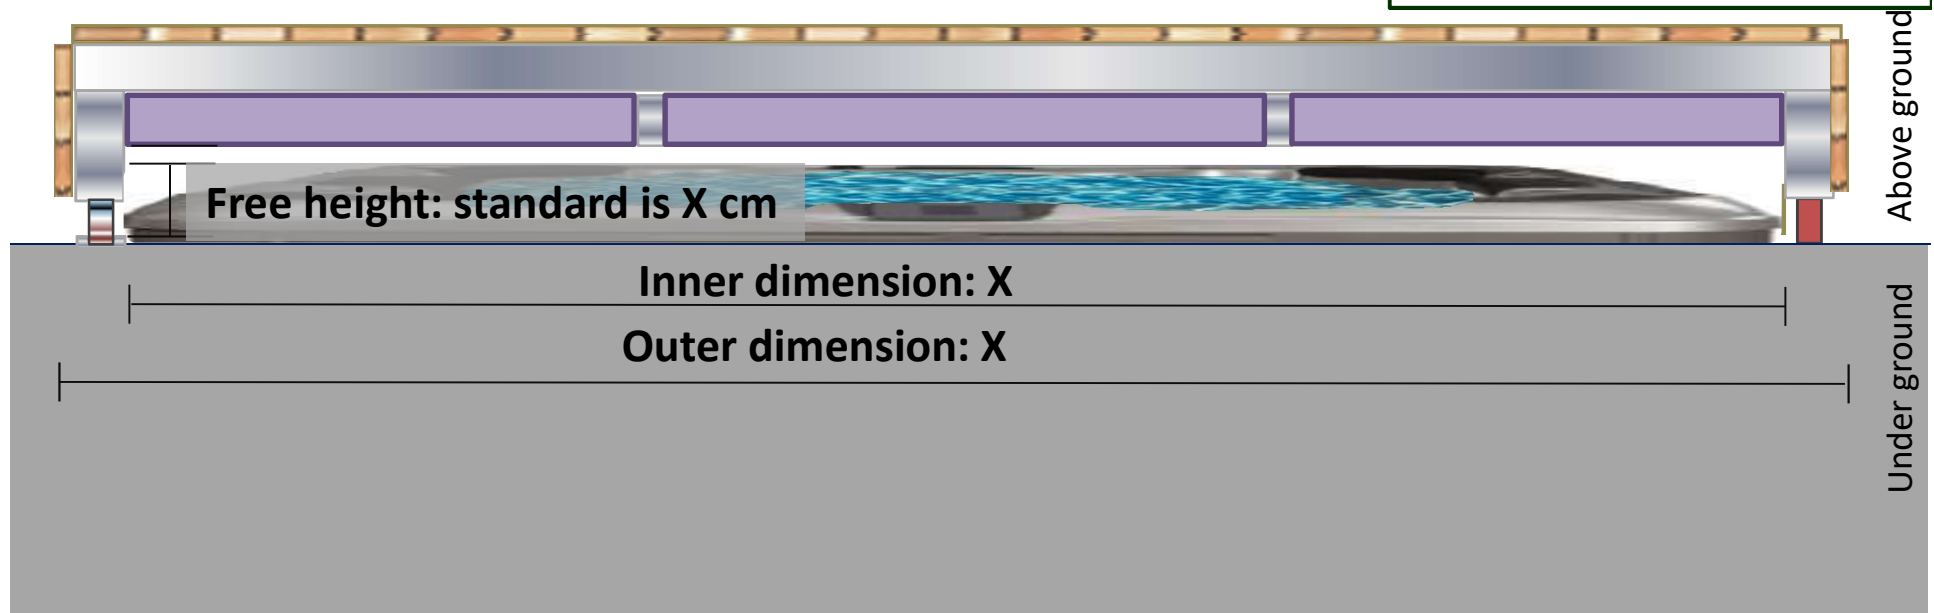 Above ground
Free height: standard is X cm
Inner dimension: X
Outer dimension: X
Under ground